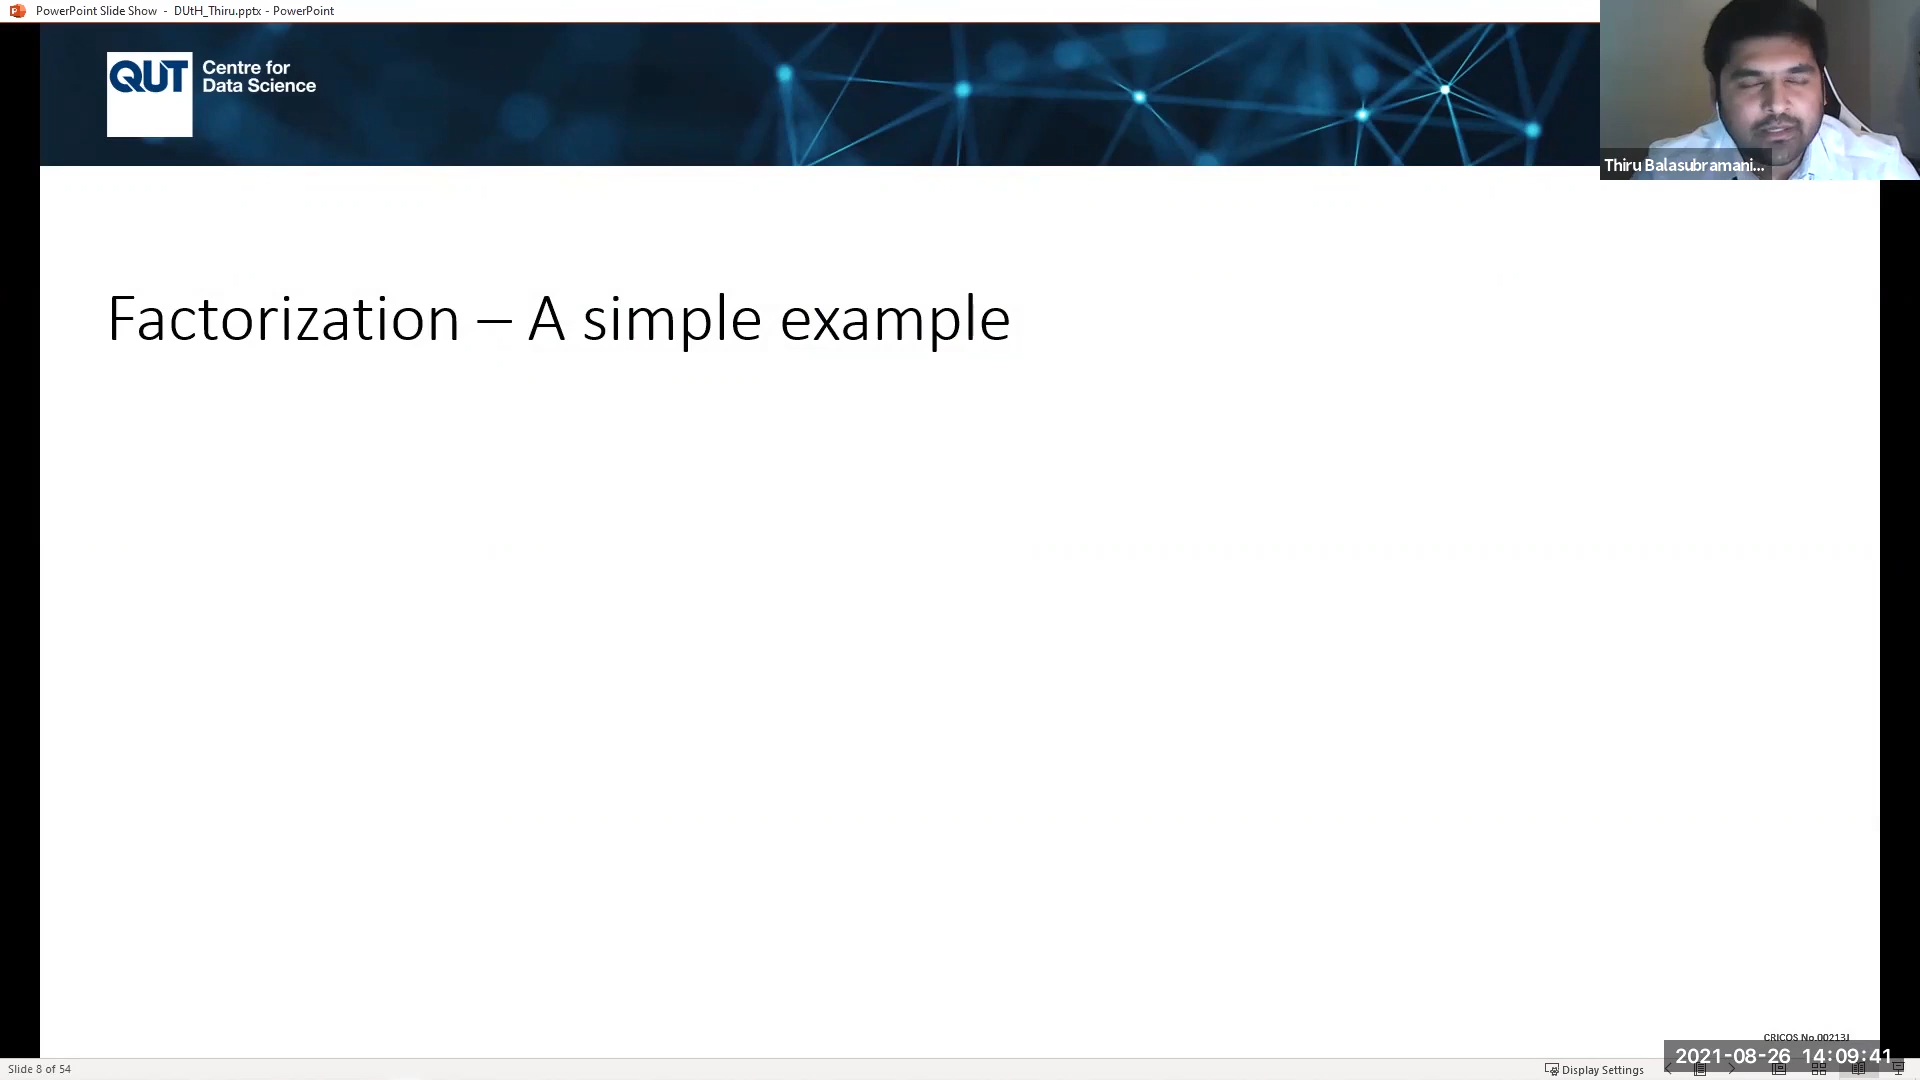 PowerPoint Slide Show - DUtH_Thiru.pptx - PowerPoint
QUT
Centre for
Data Science
Thiru Balasubramani...
Factorization – A simple example
CRICOS No.00213J
2021-08-26 14:09:41
Slide 8 of 54
Display Settings